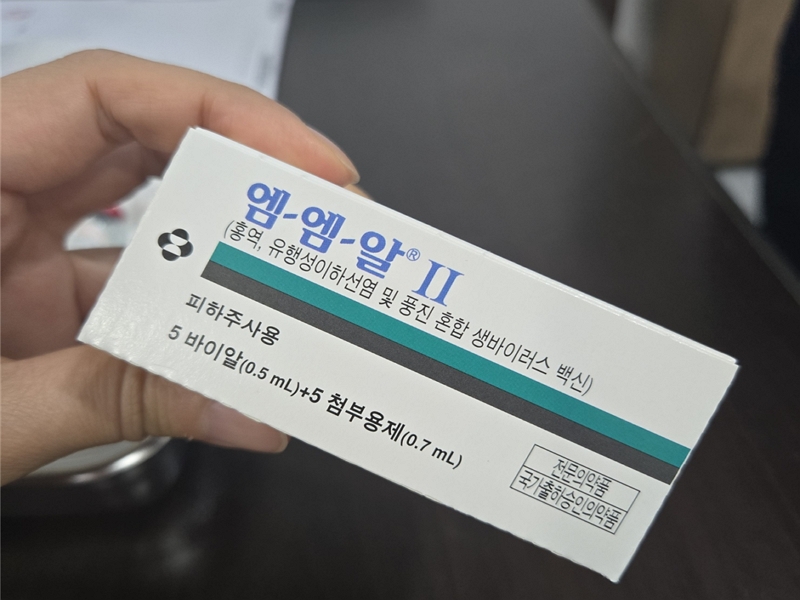 엠-엠-알® II
(홍역, 유행성이하선염 및 풍진 혼합 생바이러스 백신)
피하주사용
5 바이알(0.5 mL)+5 첨부용제(0.7 mL)
전문의약품
국가출하승인의약품